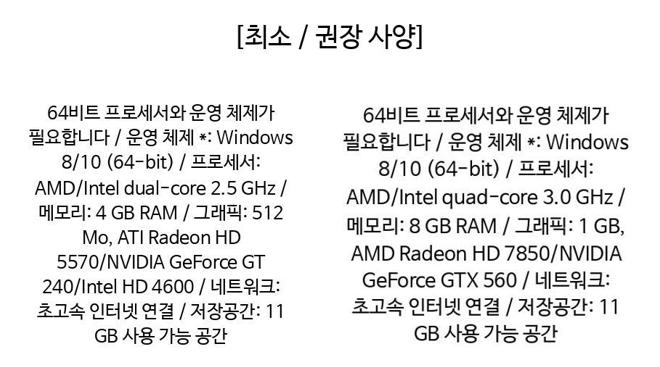 [최소 / 권장 사양]
64비트 프로세서와 운영 체제가
필요합니다 / 운영 체제 *: Windows
8/10 (64-bit) / 프로세서:
AMD/Intel dual-core 2.5 GHz /
메모리: 4 GB RAM / 그래픽: 512
Mo, ATI Radeon HD
5570/NVIDIA GeForce GT
240/Intel HD 4600 / 네트워크:
초고속 인터넷 연결 / 저장공간: 11
GB 사용 가능 공간
64비트 프로세서와 운영 체제가
필요합니다 / 운영 체제 *: Windows
8/10 (64-bit) / 프로세서:
AMD/Intel quad-core 3.0 GHz /
메모리: 8 GB RAM / 그래픽: 1 GB,
AMD Radeon HD 7850/NVIDIA
GeForce GTX 560 / 네트워크:
초고속 인터넷 연결 / 저장공간: 11
GB 사용 가능 공간